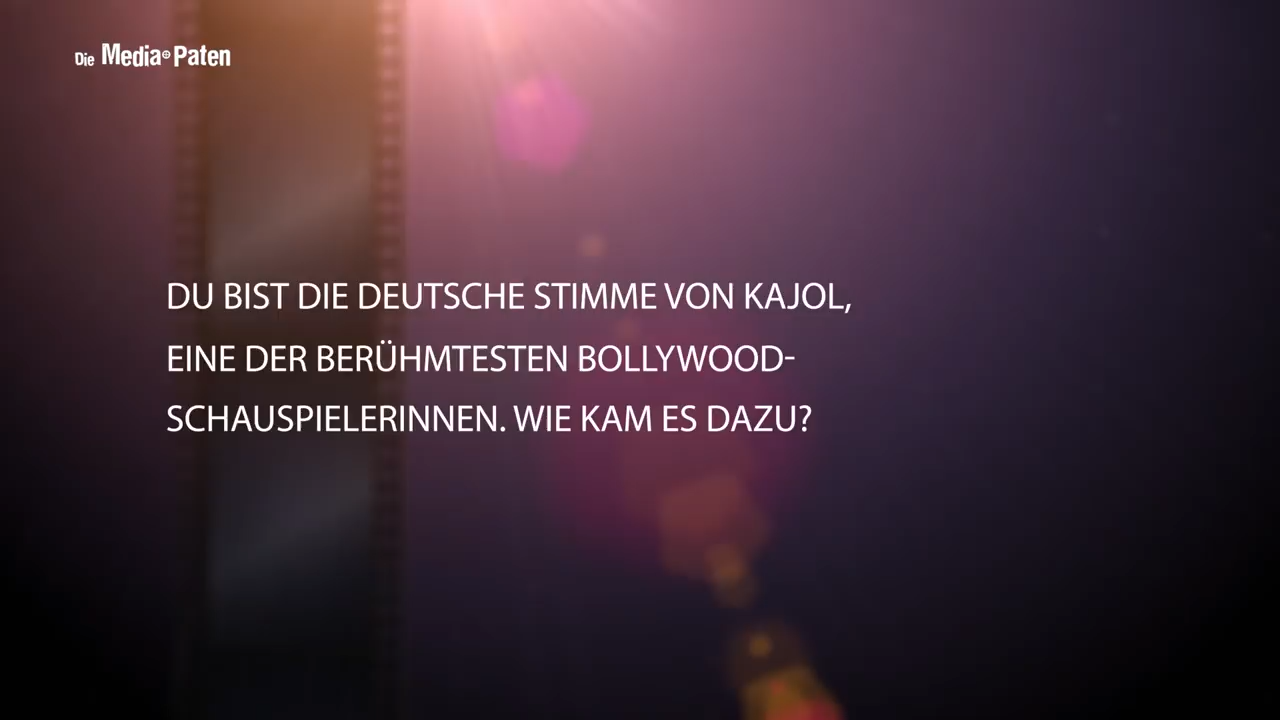 Die Media Paten
DU BIST DIE DEUTSCHE STIMME VON KAJOL,
EINE DER BERÜHMTESTEN BOLLYWOOD-
SCHAUSPIELERINNEN. WIE KAM ES DAZU?